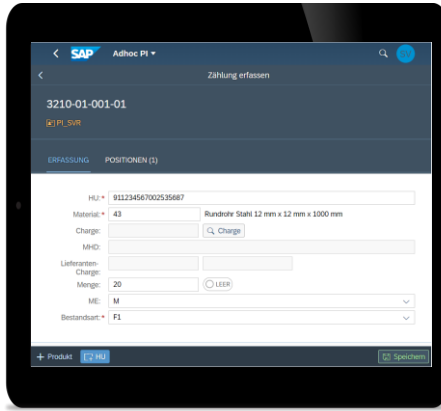 SAP Adhoc PI
Zählung erfassen
3210-01-001-01
PI_SVR
ERFASSUNG POSITIONEN (1)
HU:* 911234567002535687
Material:* 43 Rundrohr Stahl 12 mm x 12 mm x 1000 mm
Charge: Charge
MHD:
Lieferanten-
Charge:
Menge: 20 LEER
ME: M
Bestandsart:* F1
+ Produkt HU Speichern